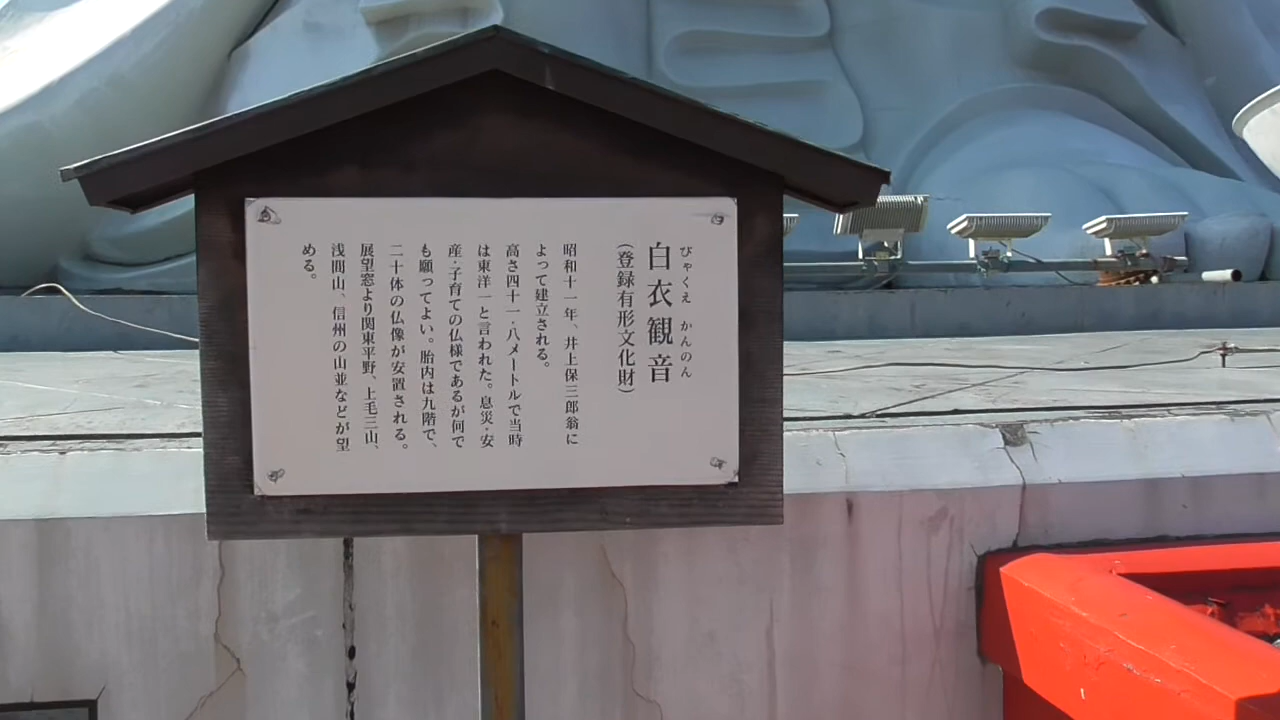 びゃくえ かんのん
白衣観音
（登録有形文化財）
昭和十一年、井上保三郎翁に
よって建立される。
高さ四十一・八メートルで当時
は東洋一と言われた。息災・安
産・子育ての仏様であるが何で
も願ってよい。胎内は九階で、
二十体の仏像が安置される。
展望窓より関東平野、上毛三山、
浅間山、信州の山並などが望
める。